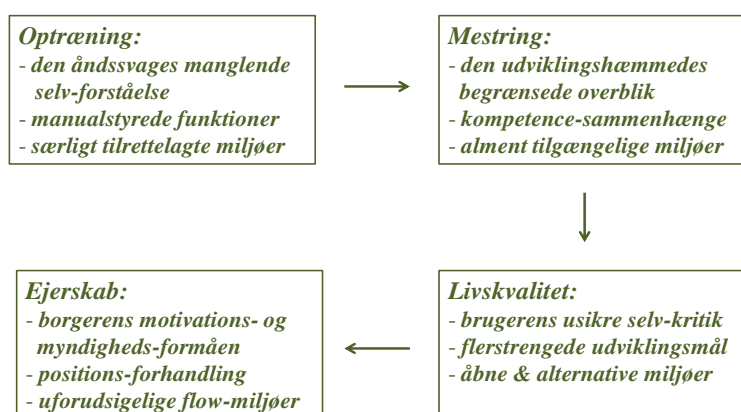 Optræning:
- den åndssvages manglende
selv-forståelse
- manualstyrede funktioner
- særligt tilrettelagte miljøer
Mestring:
- den udviklingshæmmedes
begrænsede overblik
- kompetence-sammenhænge
- alment tilgængelige miljøer
Livskvalitet:
- brugerens usikre selv-kritik
- flerstrengede udviklingsmål
- åbne & alternative miljøer
Ejerskab:
- borgerens motivations- og
myndigheds-formåen
- positions-forhandling
- uforudsigelige flow-miljøer